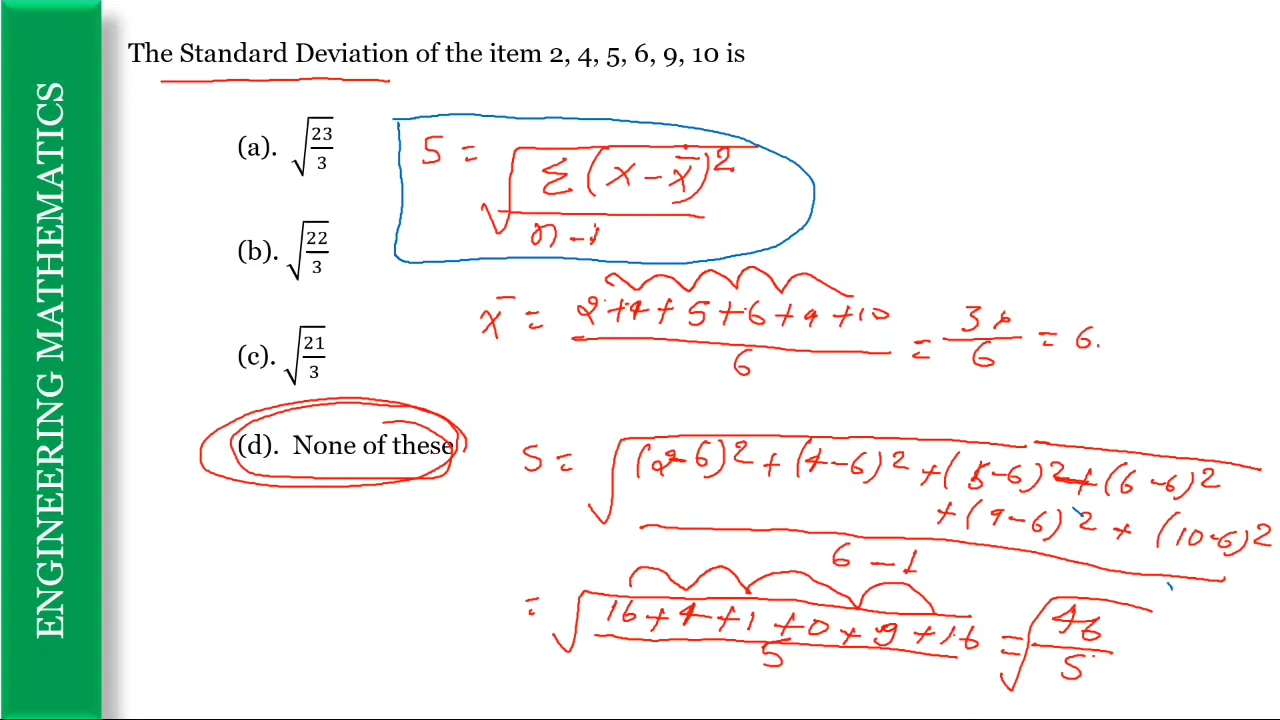 ENGINEERING MATHEMATICS
The Standard Deviation of the item 2, 4, 5, 6, 9, 10 is
(a). √(23/3)
(b). √(22/3)
(c). √(21/3)
(d). None of these
S = √(Σ(x-x̄)²/(n-1))
x̄ = (2+4+5+6+9+10)/6 = 36/6 = 6.
S = √(((2-6)²+(4-6)²+(5-6)²+(6-6)²
+(9-6)²+(10-6)²)/(6-1))
= √((16+4+1+0+9+16)/5) = √(46/5)